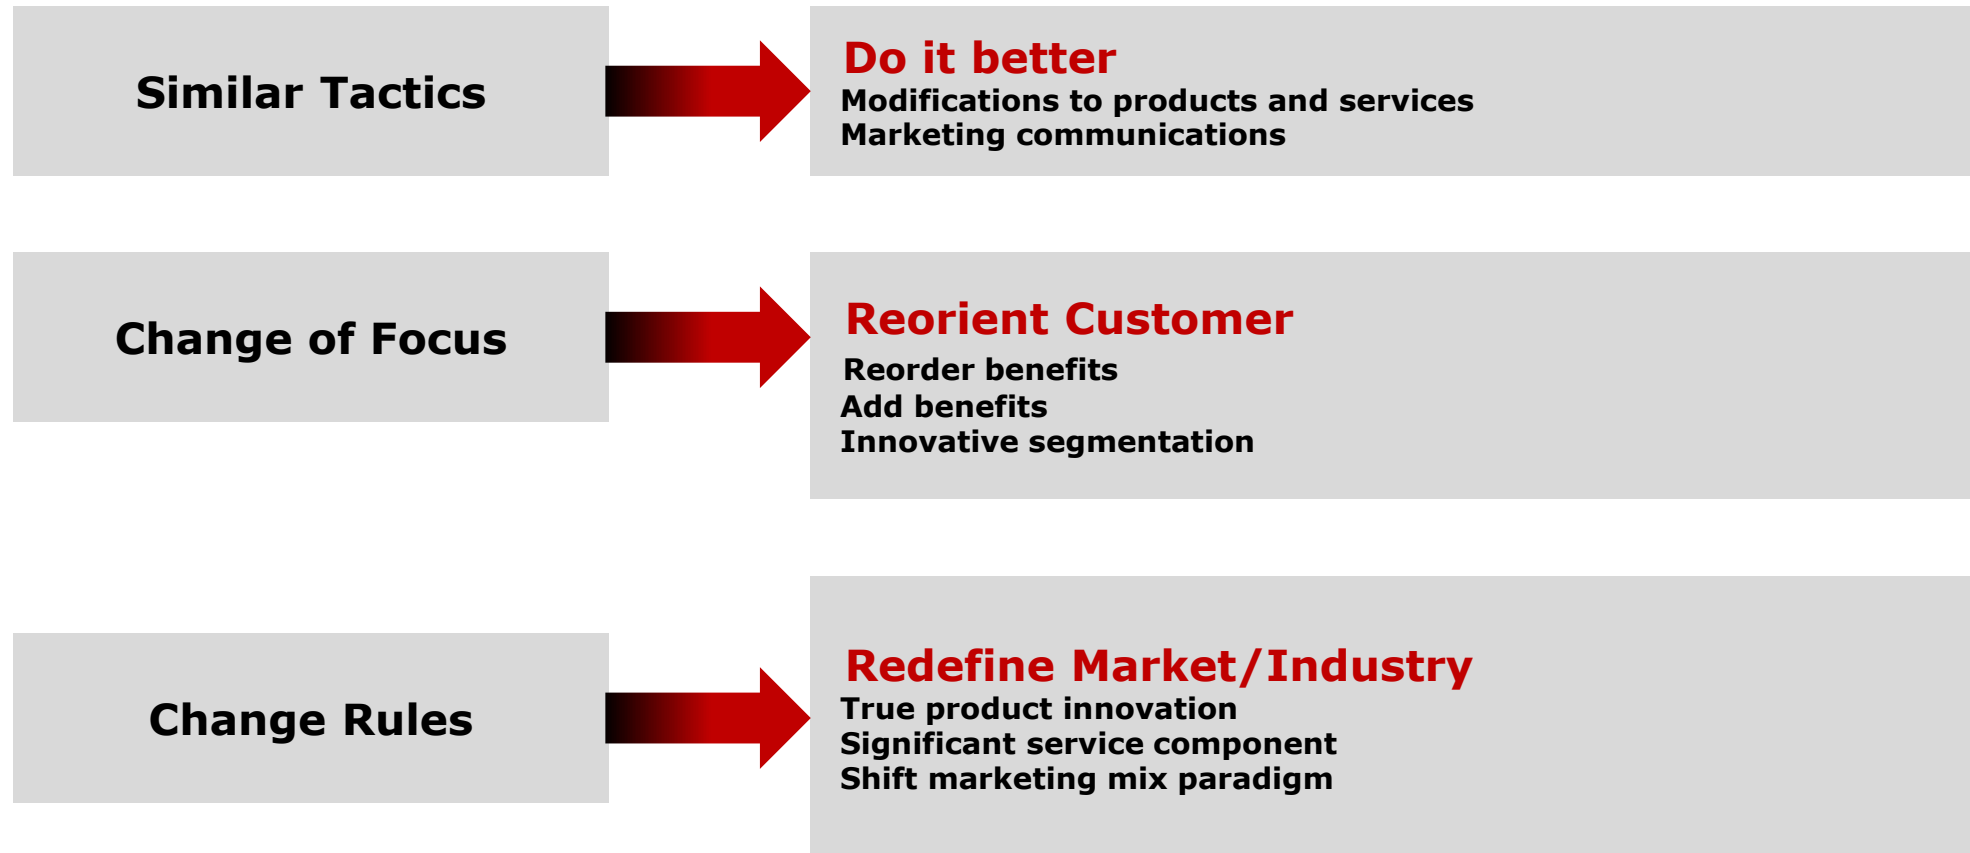 Similar Tactics
Do it better
Modifications to products and services
Marketing communications
Change of Focus
Reorient Customer
Reorder benefits
Add benefits
Innovative segmentation
Change Rules
Redefine Market/Industry
True product innovation
Significant service component
Shift marketing mix paradigm